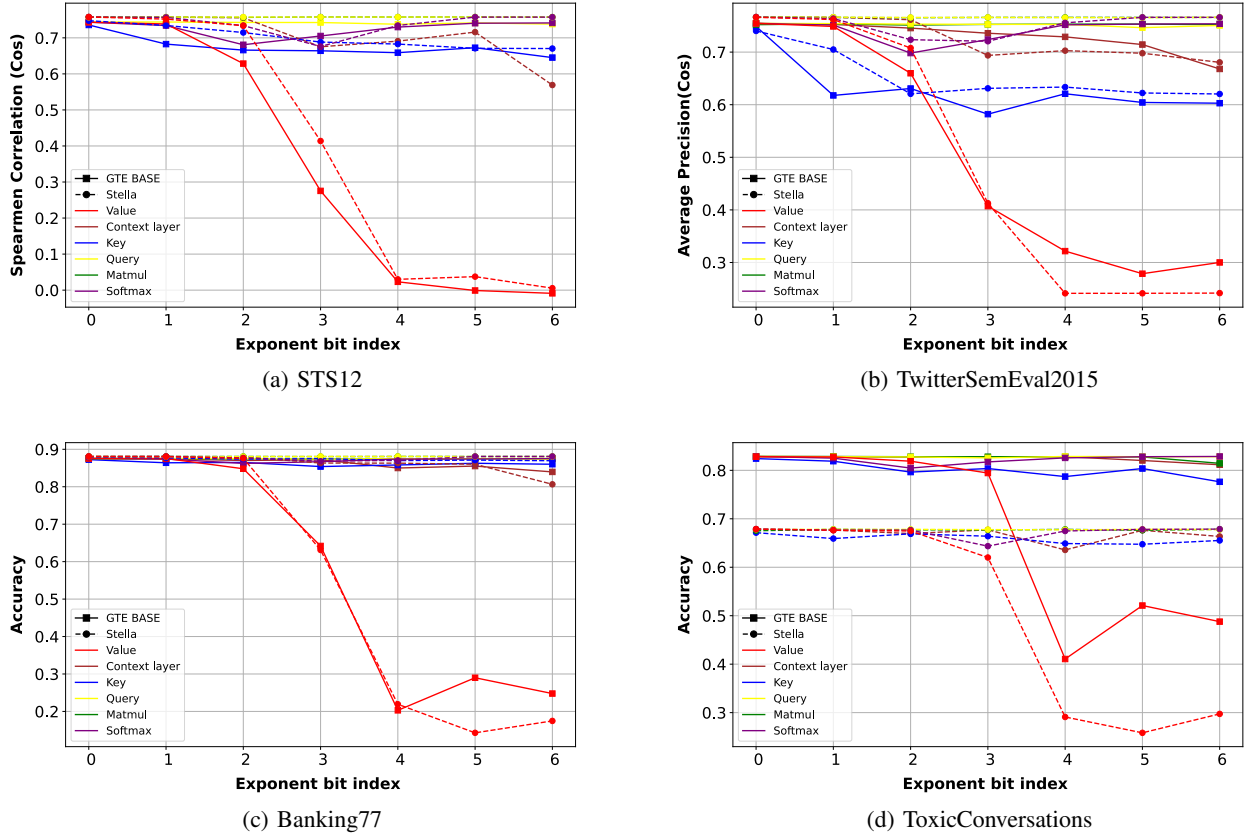 Spearmen Correlation (Cos)
0.7
0.6
0.5
0.4
0.3
0.2
0.1
0.0
GTE BASE
Stella
Value
Context layer
Key
Query
Matmul
Softmax
0 1 2 3 4 5 6
Exponent bit index
(a) STS12
Average Precision(Cos)
0.7
0.6
0.5
0.4
0.3
GTE BASE
Stella
Value
Context layer
Key
Query
Matmul
Softmax
0 1 2 3 4 5 6
Exponent bit index
(b) TwitterSemEval2015
Accuracy
0.9
0.8
0.7
0.6
0.5
0.4
0.3
0.2
GTE BASE
Stella
Value
Context layer
Key
Query
Matmul
Softmax
0 1 2 3 4 5 6
Exponent bit index
(c) Banking77
Accuracy
0.8
0.7
0.6
0.5
0.4
0.3
GTE BASE
Stella
Value
Context layer
Key
Query
Matmul
Softmax
0 1 2 3 4 5 6
Exponent bit index
(d) ToxicConversations